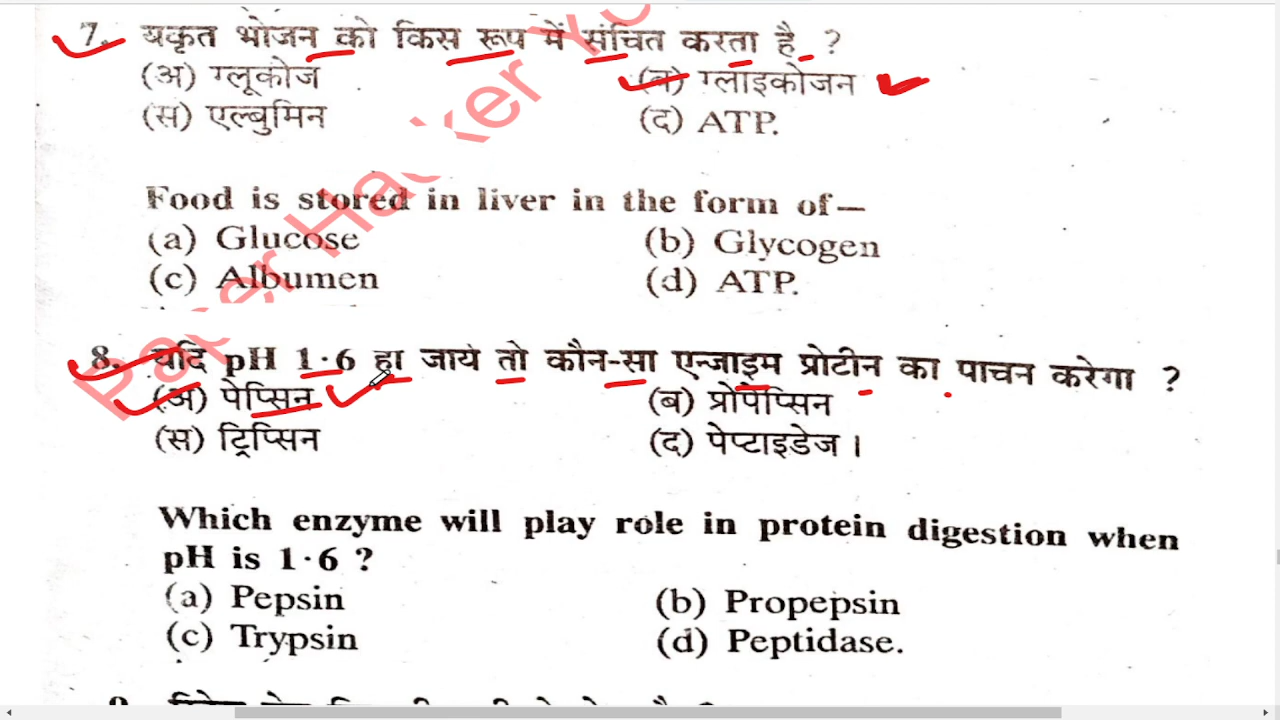 7. यकृत भोजन को किस रूप में संचित करता है ?
(अ) ग्लूकोज (ब) ग्लाइकोजन
(स) एल्बुमिन (द) ATP.
Food is stored in liver in the form of—
(a) Glucose (b) Glycogen
(c) Albumen (d) ATP.
8. यदि pH 1·6 हो जाये तो कौन-सा एन्जाइम प्रोटीन का पाचन करेगा ?
(अ) पेप्सिन (ब) प्रोपेप्सिन
(स) ट्रिप्सिन (द) पेप्टाइडेज ।
Which enzyme will play role in protein digestion when
pH is 1·6 ?
(a) Pepsin (b) Propepsin
(c) Trypsin (d) Peptidase.